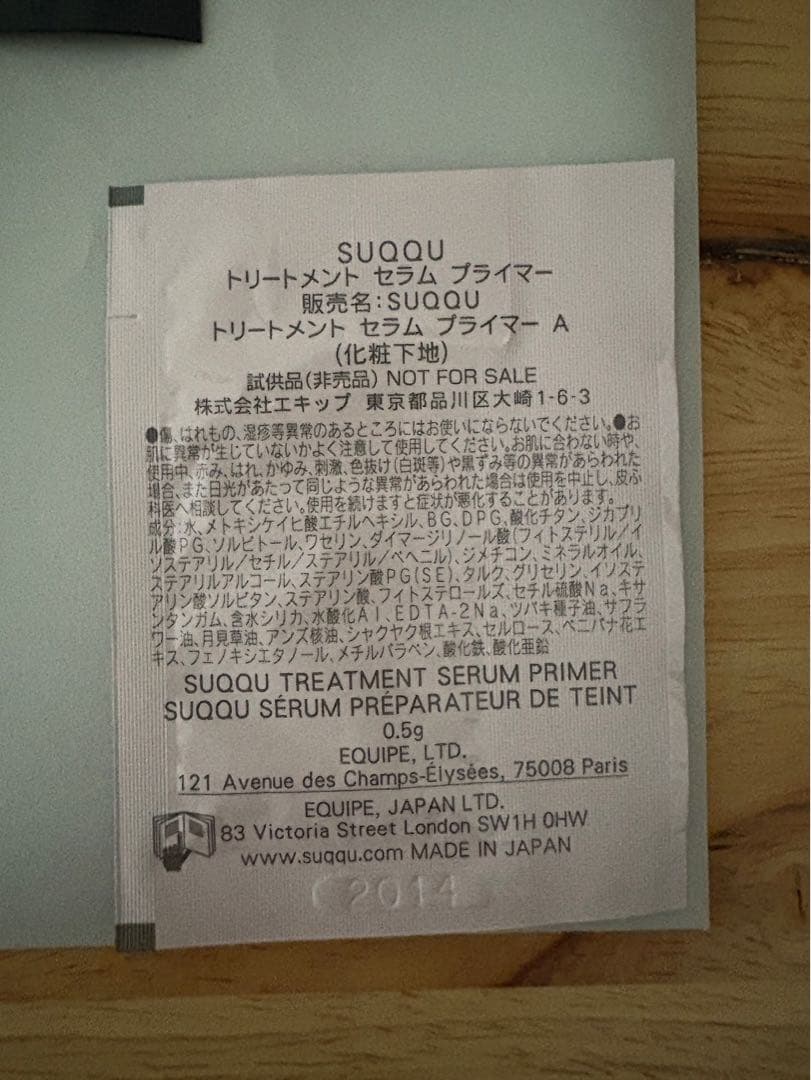 SUQQU
トリートメント セラム プライマー
販売名:SUQQU
トリートメント セラム プライマー A
(化粧下地)
試供品(非売品) NOT FOR SALE
株式会社エキップ 東京都品川区大崎1-6-3
●傷、はれもの、湿疹等異常のあるところにはお使いにならないでください。●お
肌に異常が生じていないかよく注意して使用してください。お肌に合わない時や、
使用中、赤み、はれ、かゆみ、刺激、色抜け(白斑等)や黒ずみ等の異常があらわれた
場合、また日光があたって同じような異常があらわれた場合は使用を中止し、皮ふ
科医へ相談してください。使用を続けますと症状が悪化することがあります。
成分:水、メトキシケイヒ酸エチルヘキシル、BG、DPG、酸化チタン、ジカプリ
ル酸PG、ソルビトール、ワセリン、ダイマージリノール酸(フィトステリル/イ
ソステアリル/セチル/ステアリル/ベヘニル)、ジメチコン、ミネラルオイル、
ステアリルアルコール、ステアリン酸PG(SE)、タルク、グリセリン、イソステ
アリン酸ソルビタン、ステアリン酸、フィトステロールズ、セチル硫酸Na、キサ
ンタンガム、含水シリカ、水酸化Al、EDTA-2Na、ツバキ種子油、サフラ
ワー油、月見草油、アンズ核油、シャクヤク根エキス、セルロース、ベニバナ花エ
キス、フェノキシエタノール、メチルパラベン、酸化鉄、酸化亜鉛
SUQQU TREATMENT SERUM PRIMER
SUQQU SÉRUM PRÉPARATEUR DE TEINT
0.5g
EQUIPE, LTD.
121 Avenue des Champs-Élysées, 75008 Paris
EQUIPE, JAPAN LTD.
83 Victoria Street London SW1H 0HW
www.suqqu.com MADE IN JAPAN
2014